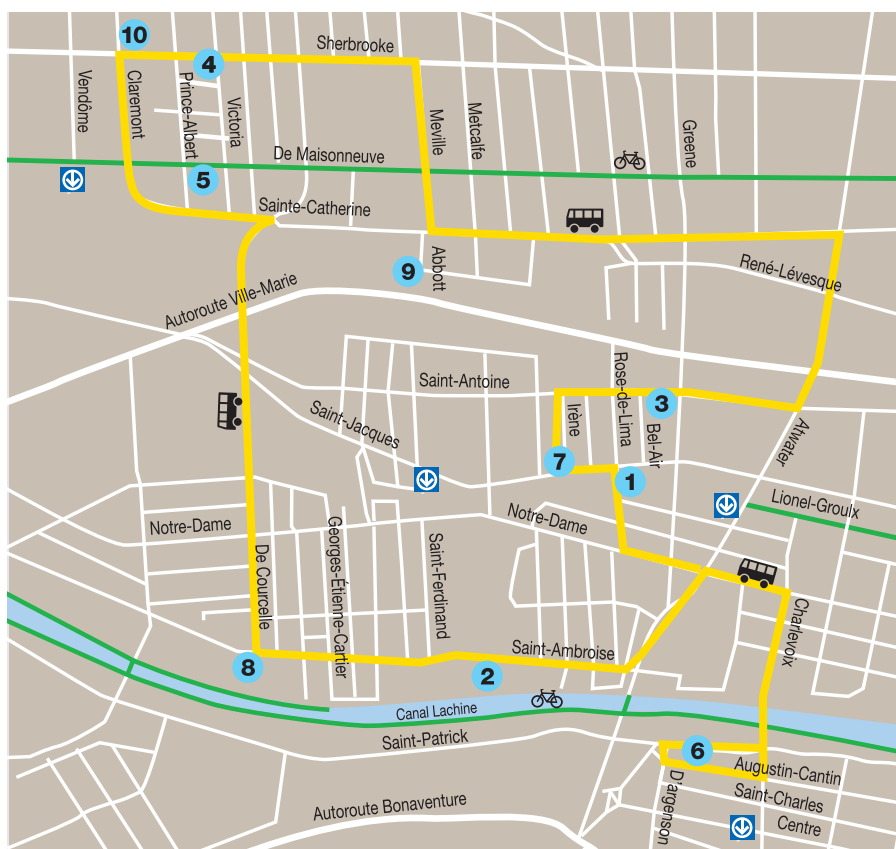 10
Sherbrooke
4
Vendôme
Claremont
Prince-Albert
Victoria
Meville
Metcalfe
Greene
De Maisonneuve
5
Sainte-Catherine
9
Abbott
René-Lévesque
Autoroute Ville-Marie
Saint-Antoine
Rose-de-Lima
3
Irène
Bel-Air
Saint-Jacques
Atwater
7
1
Lionel-Groulx
Notre-Dame
Notre-Dame
De Courcelle
Georges-Étienne-Cartier
Saint-Ferdinand
Charlevoix
Saint-Ambroise
8
2
Canal Lachine
Saint-Patrick
6
Augustin-Cantin
D'argenson
Saint-Charles
Centre
Autoroute Bonaventure